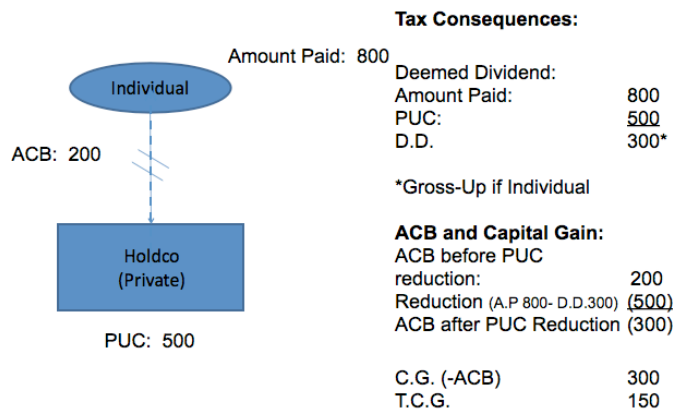 Amount Paid: 800
Individual
ACB: 200
Holdco
(Private)
PUC: 500
Tax Consequences:
Deemed Dividend:
Amount Paid: 800
PUC: 500
D.D. 300*
*Gross-Up if Individual
ACB and Capital Gain:
ACB before PUC
reduction: 200
Reduction (A.P 800- D.D.300) (500)
ACB after PUC Reduction (300)
C.G. (-ACB) 300
T.C.G. 150